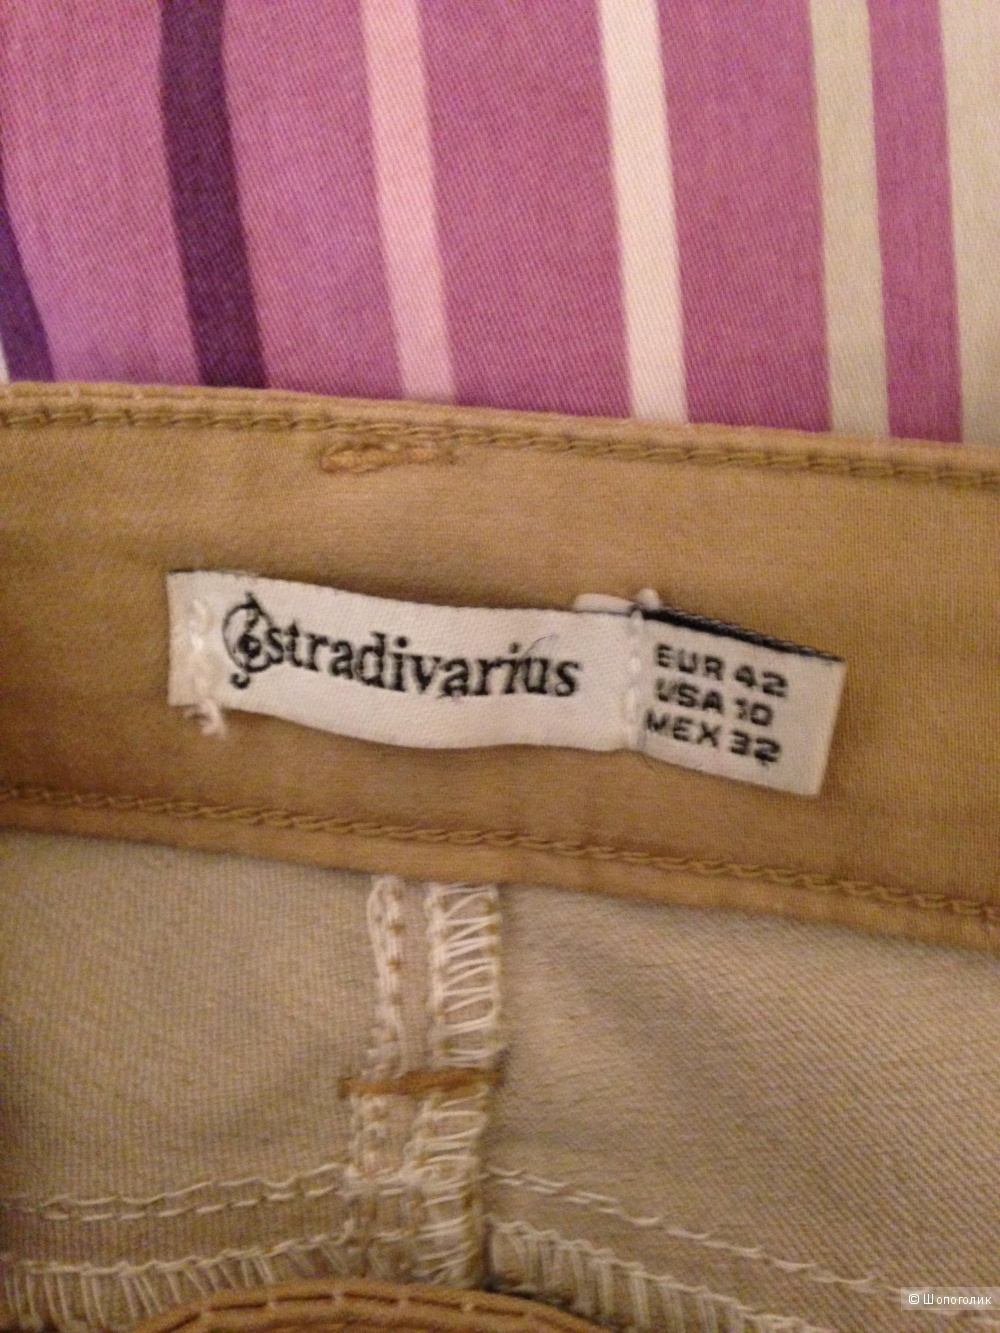 stradivarius
EUR 42
USA 10
MEX 32
© Шопоголик